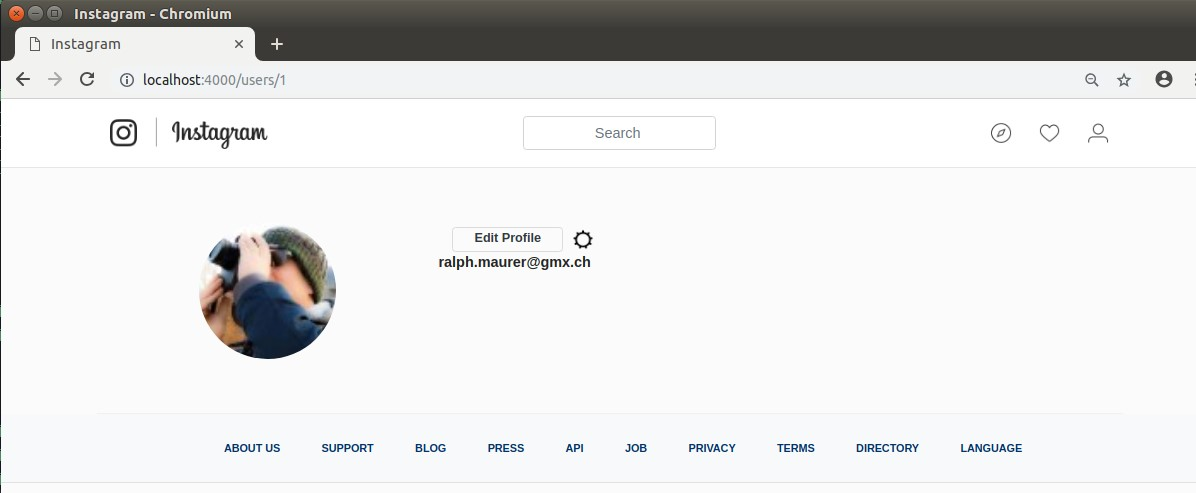 Instagram - Chromium
Instagram
localhost:4000/users/1
Instagram
Search
Edit Profile
ralph.maurer@gmx.ch
ABOUT US SUPPORT BLOG PRESS API JOB PRIVACY TERMS DIRECTORY LANGUAGE